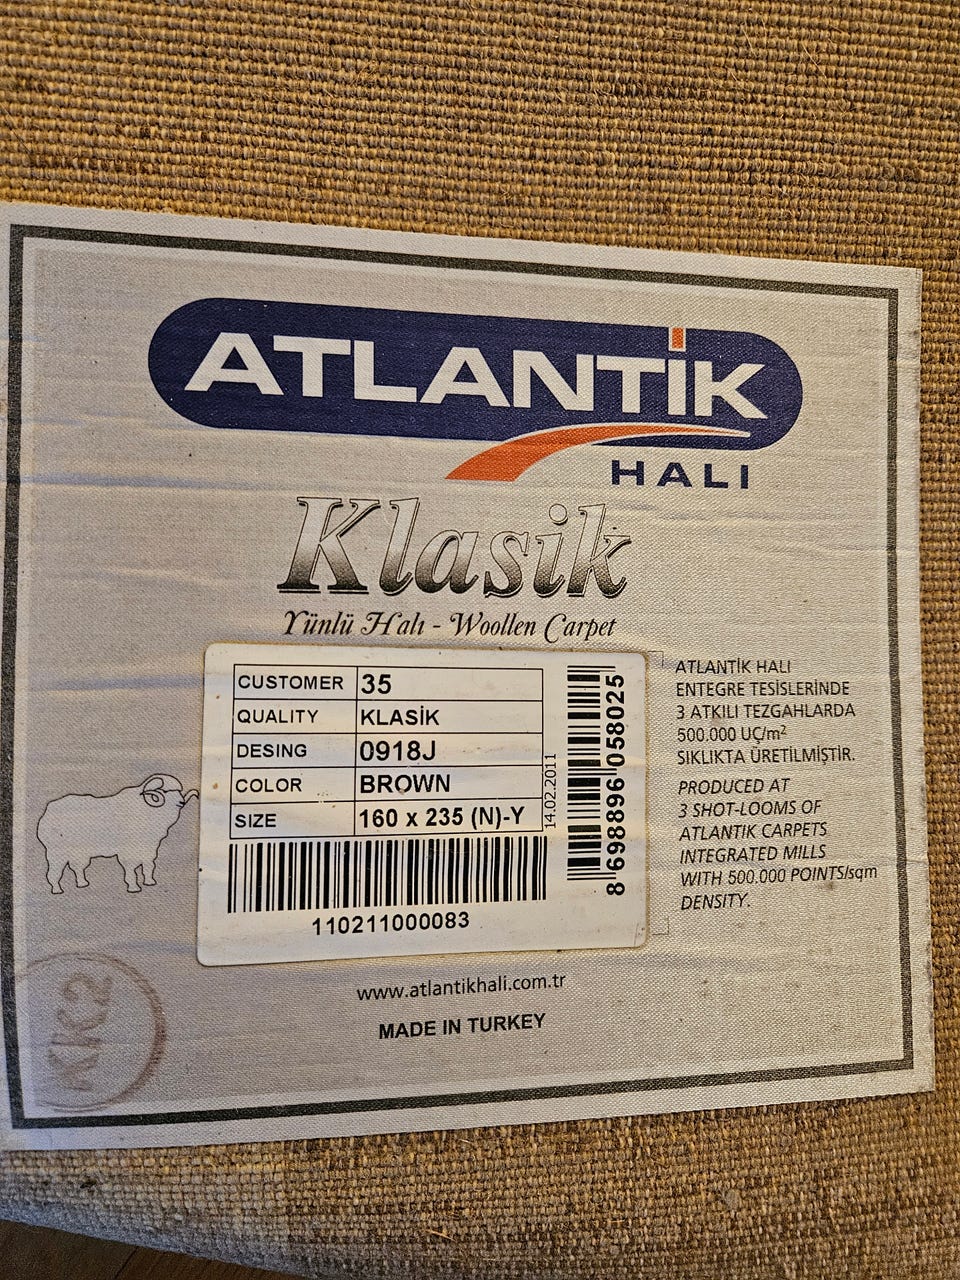 ATLANTİK
HALI
Klasik
Yünlü Halı - Woollen Carpet
CUSTOMER 35
QUALITY KLASİK
DESING 0918J
COLOR BROWN
SIZE 160 x 235 (N)-Y
14.02.2011
8 698896 058025
110211000083
ATLANTİK HALI
ENTEGRE TESİSLERİNDE
3 ATKILI TEZGAHLARDA
500.000 UÇ/m²
SIKLIKTA ÜRETİLMİŞTİR.
PRODUCED AT
3 SHOT-LOOMS OF
ATLANTIK CARPETS
INTEGRATED MILLS
WITH 500.000 POINTS/sqm
DENSITY.
www.atlantikhali.com.tr
MADE IN TURKEY
KK2